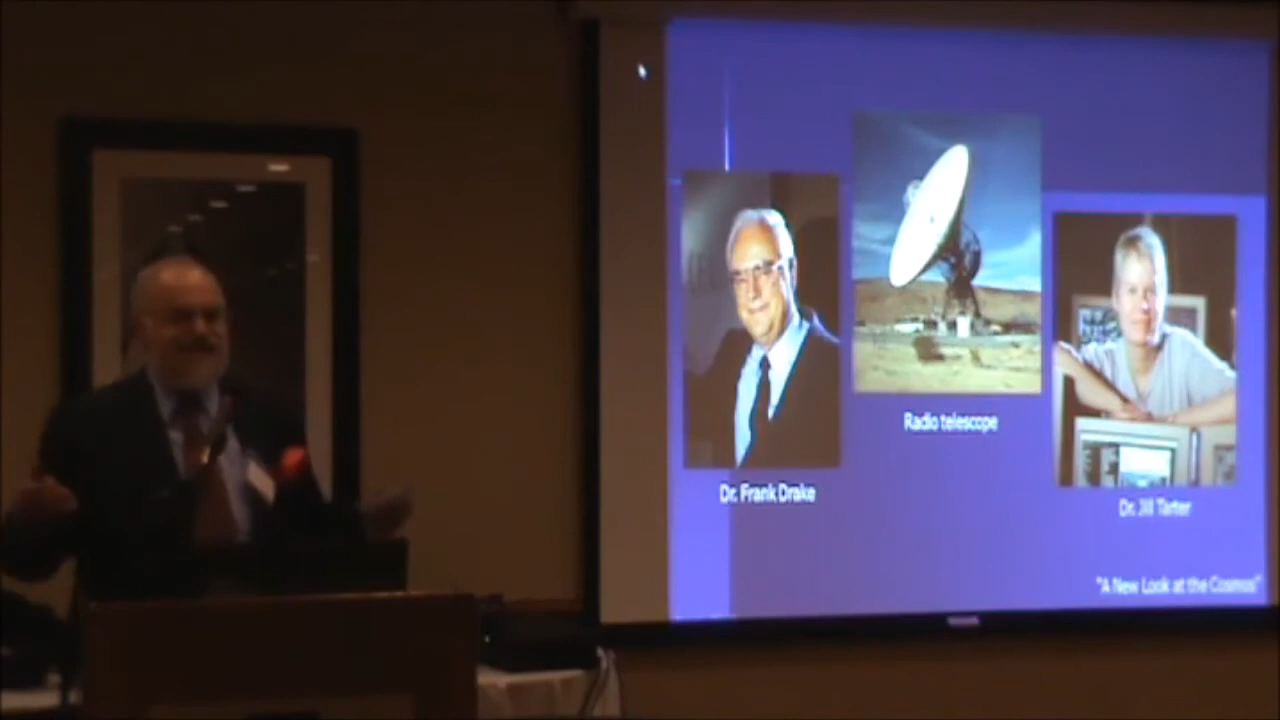 Radio telescope
Dr. Frank Drake
Dr. Jill Tarter
"A New Look at the Cosmos"